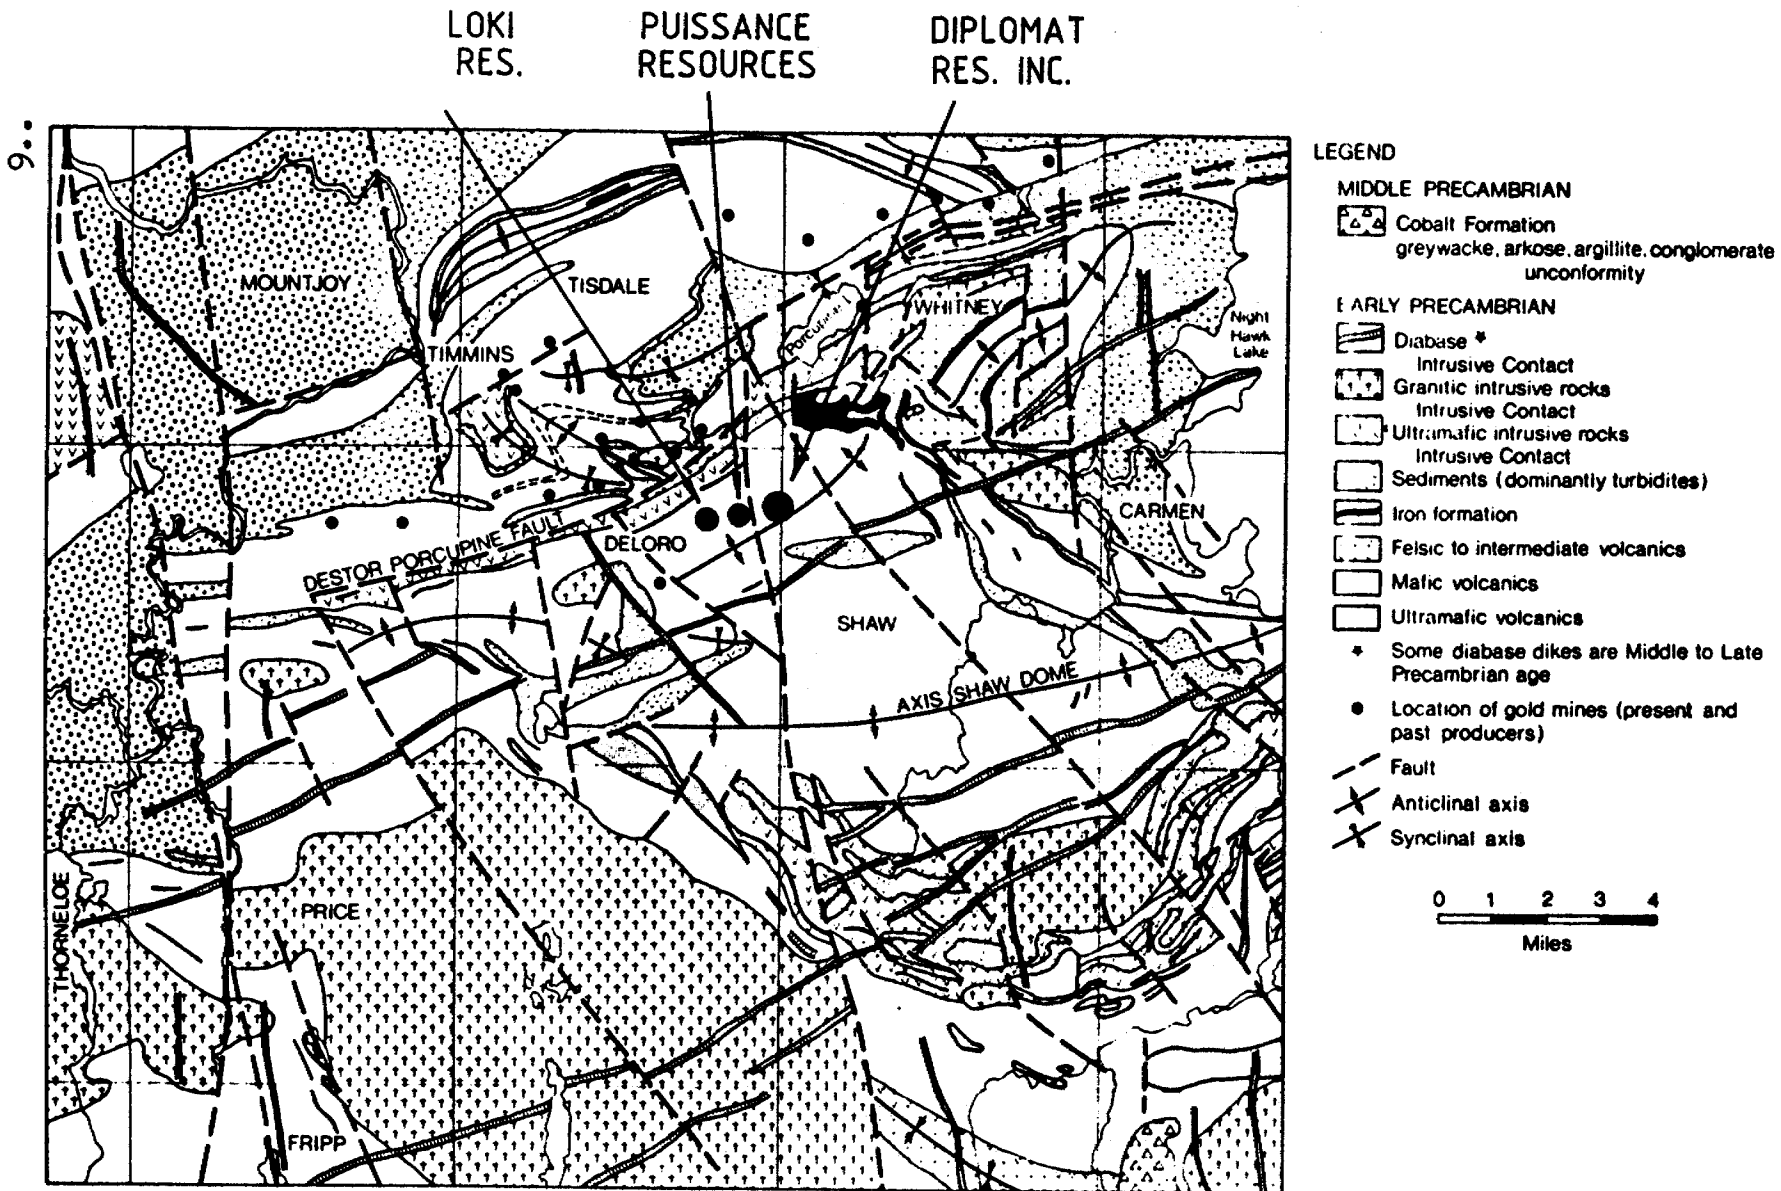 LOKI
RES.
PUISSANCE
RESOURCES
DIPLOMAT
RES. INC.
9..
MOUNTJOY
TISDALE
WHITNEY
Porcupine
Night
Hawk
Lake
TIMMINS
CARMEN
DESTOR PORCUPINE FAULT
DELORO
SHAW
AXIS SHAW DOME
THORNELOE
PRICE
FRIPP
LEGEND
MIDDLE PRECAMBRIAN
Cobalt Formation
greywacke, arkose, argillite, conglomerate
unconformity
EARLY PRECAMBRIAN
Diabase *
Intrusive Contact
Granitic intrusive rocks
Intrusive Contact
Ultramafic intrusive rocks
Intrusive Contact
Sediments (dominantly turbidites)
Iron formation
Felsic to intermediate volcanics
Mafic volcanics
Ultramafic volcanics
* Some diabase dikes are Middle to Late
Precambrian age
Location of gold mines (present and
past producers)
Fault
Anticlinal axis
Synclinal axis
0 1 2 3 4
Miles